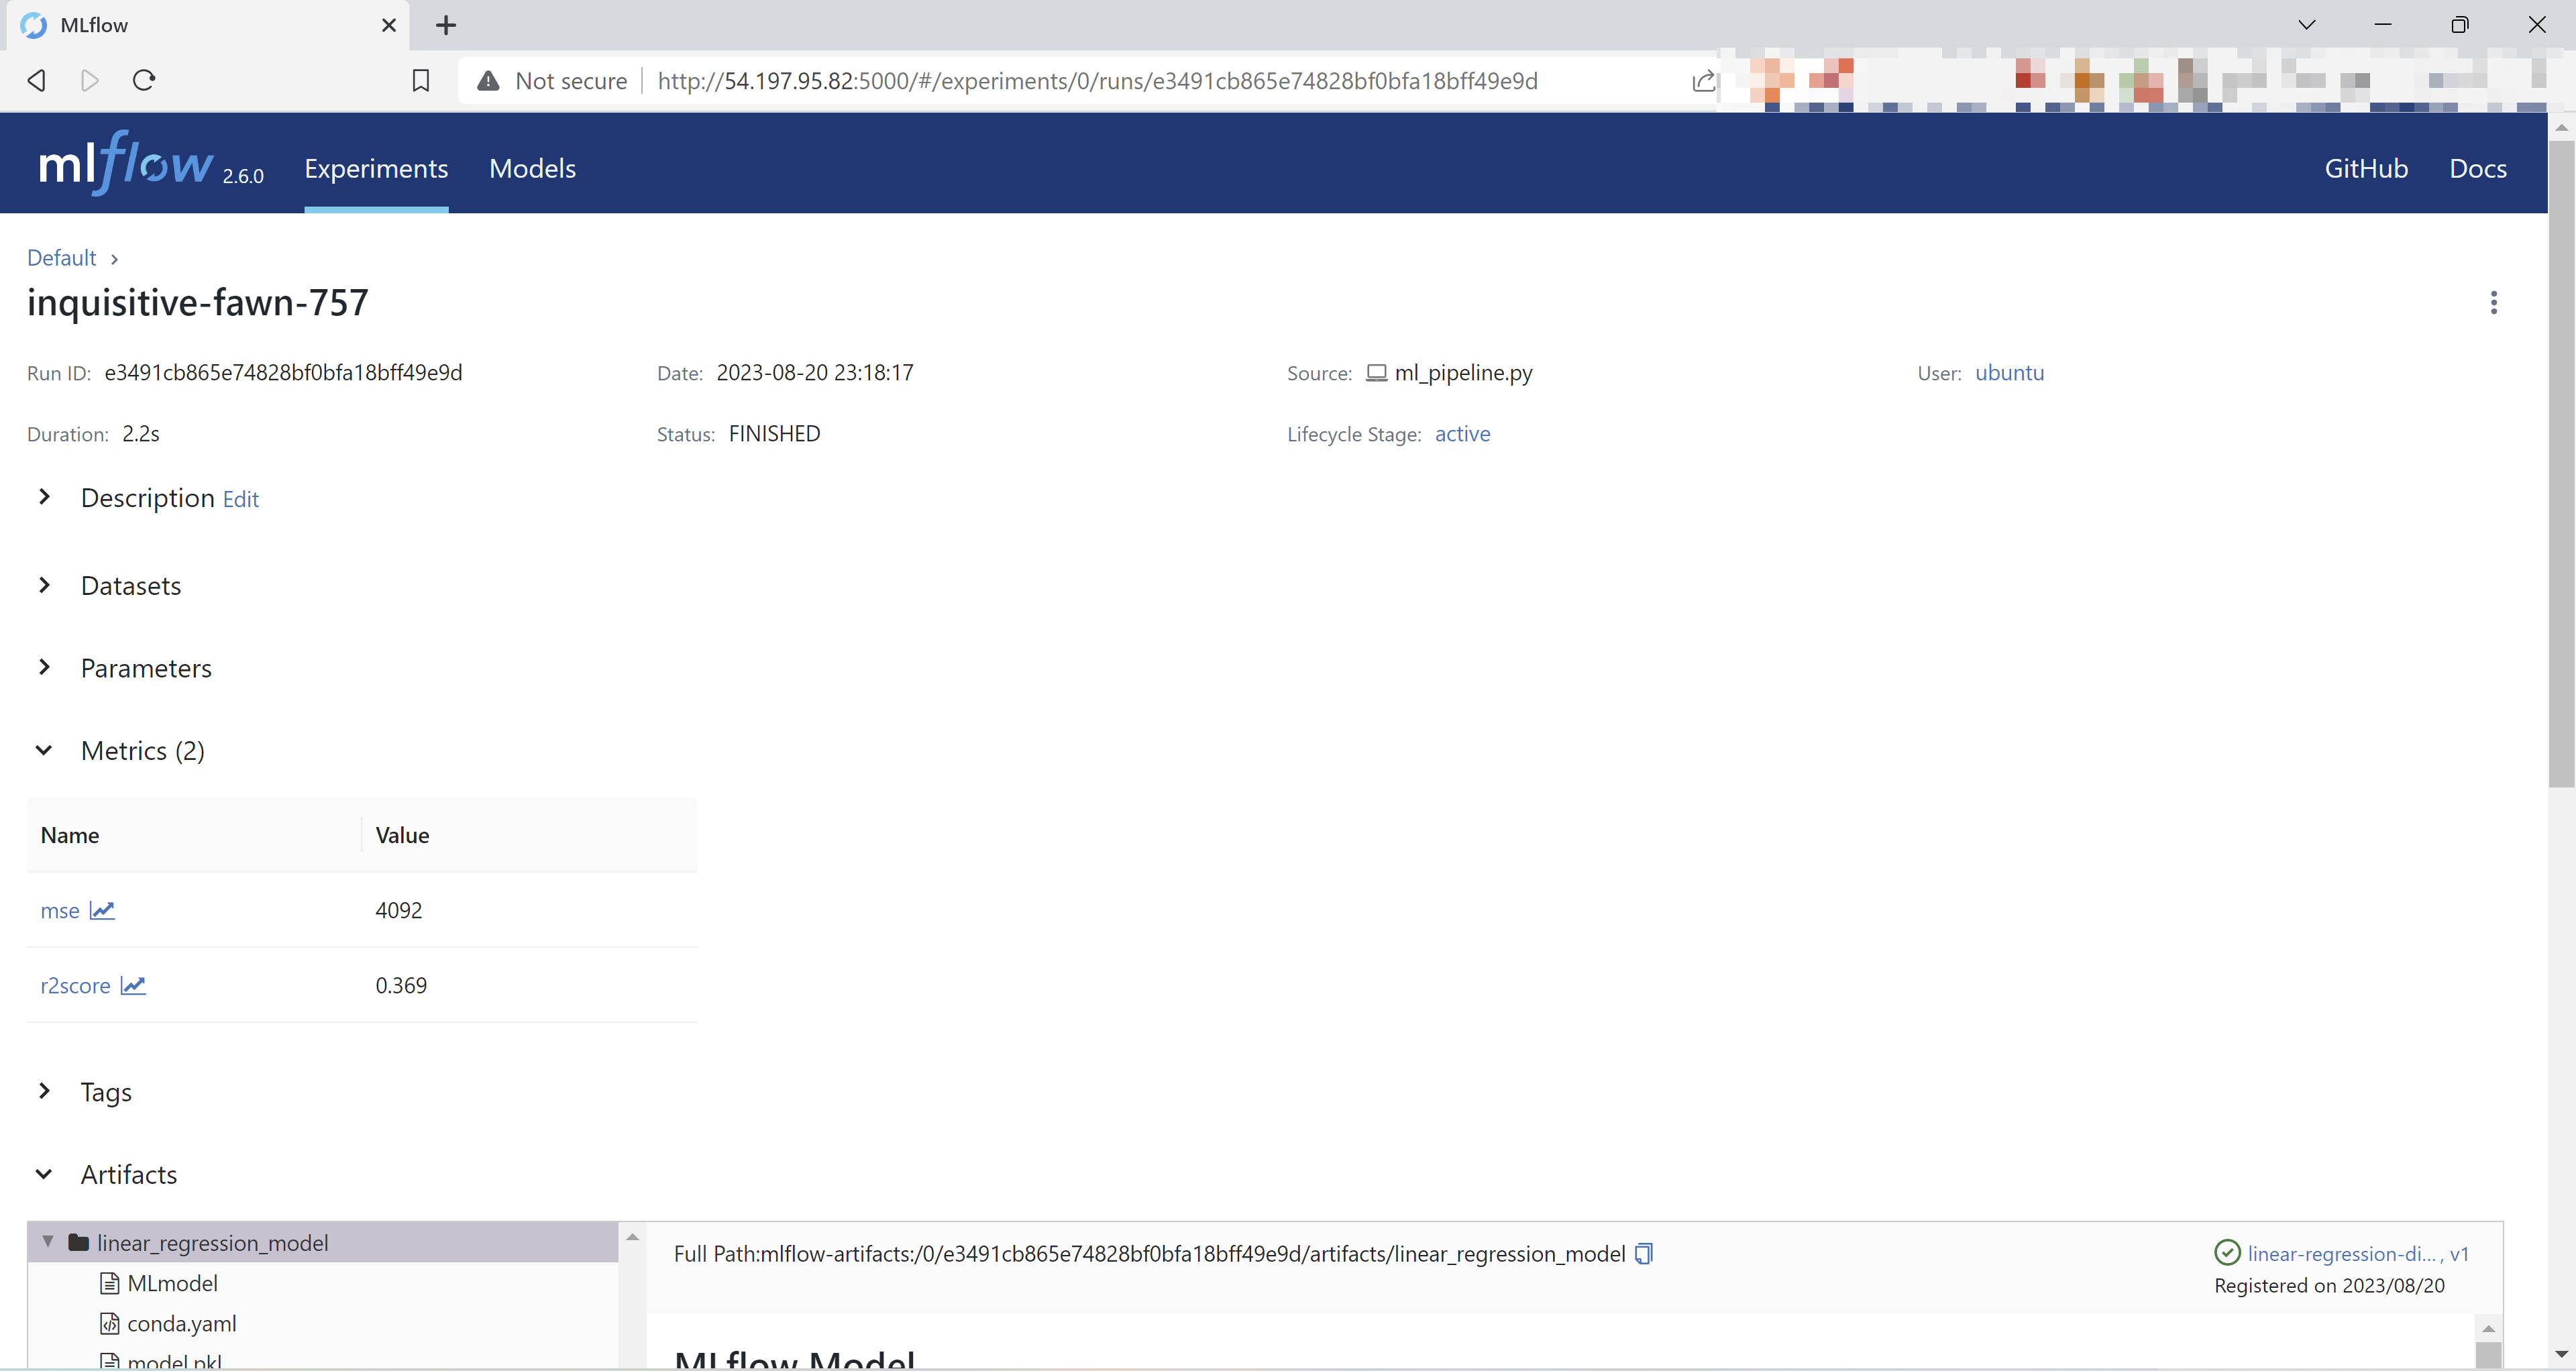 MLflow
Not secure http://54.197.95.82:5000/#/experiments/0/runs/e3491cb865e74828bf0bfa18bff49e9d
mlflow 2.6.0 Experiments Models GitHub Docs
Default
inquisitive-fawn-757
Run ID: e3491cb865e74828bf0bfa18bff49e9d Date: 2023-08-20 23:18:17 Source: ml_pipeline.py User: ubuntu
Duration: 2.2s Status: FINISHED Lifecycle Stage: active
Description Edit
Datasets
Parameters
Metrics (2)
Name Value
mse 4092
r2score 0.369
Tags
Artifacts
linear_regression_model
MLmodel
conda.yaml
model.pkl
Full Path:mlflow-artifacts:/0/e3491cb865e74828bf0bfa18bff49e9d/artifacts/linear_regression_model
linear-regression-di..., v1
Registered on 2023/08/20
MLflow Model